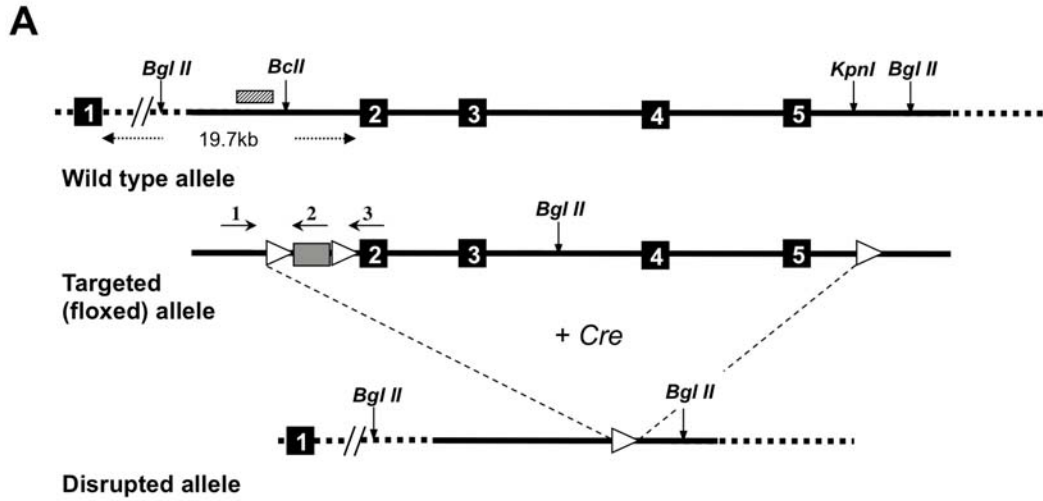 A
Bgl II BclI KpnI Bgl II
1 // 2 3 4 5
19.7kb
Wild type allele
1 2 3 Bgl II
2 3 4 5
Targeted
(floxed) allele
+ Cre
Bgl II Bgl II
1 //
Disrupted allele